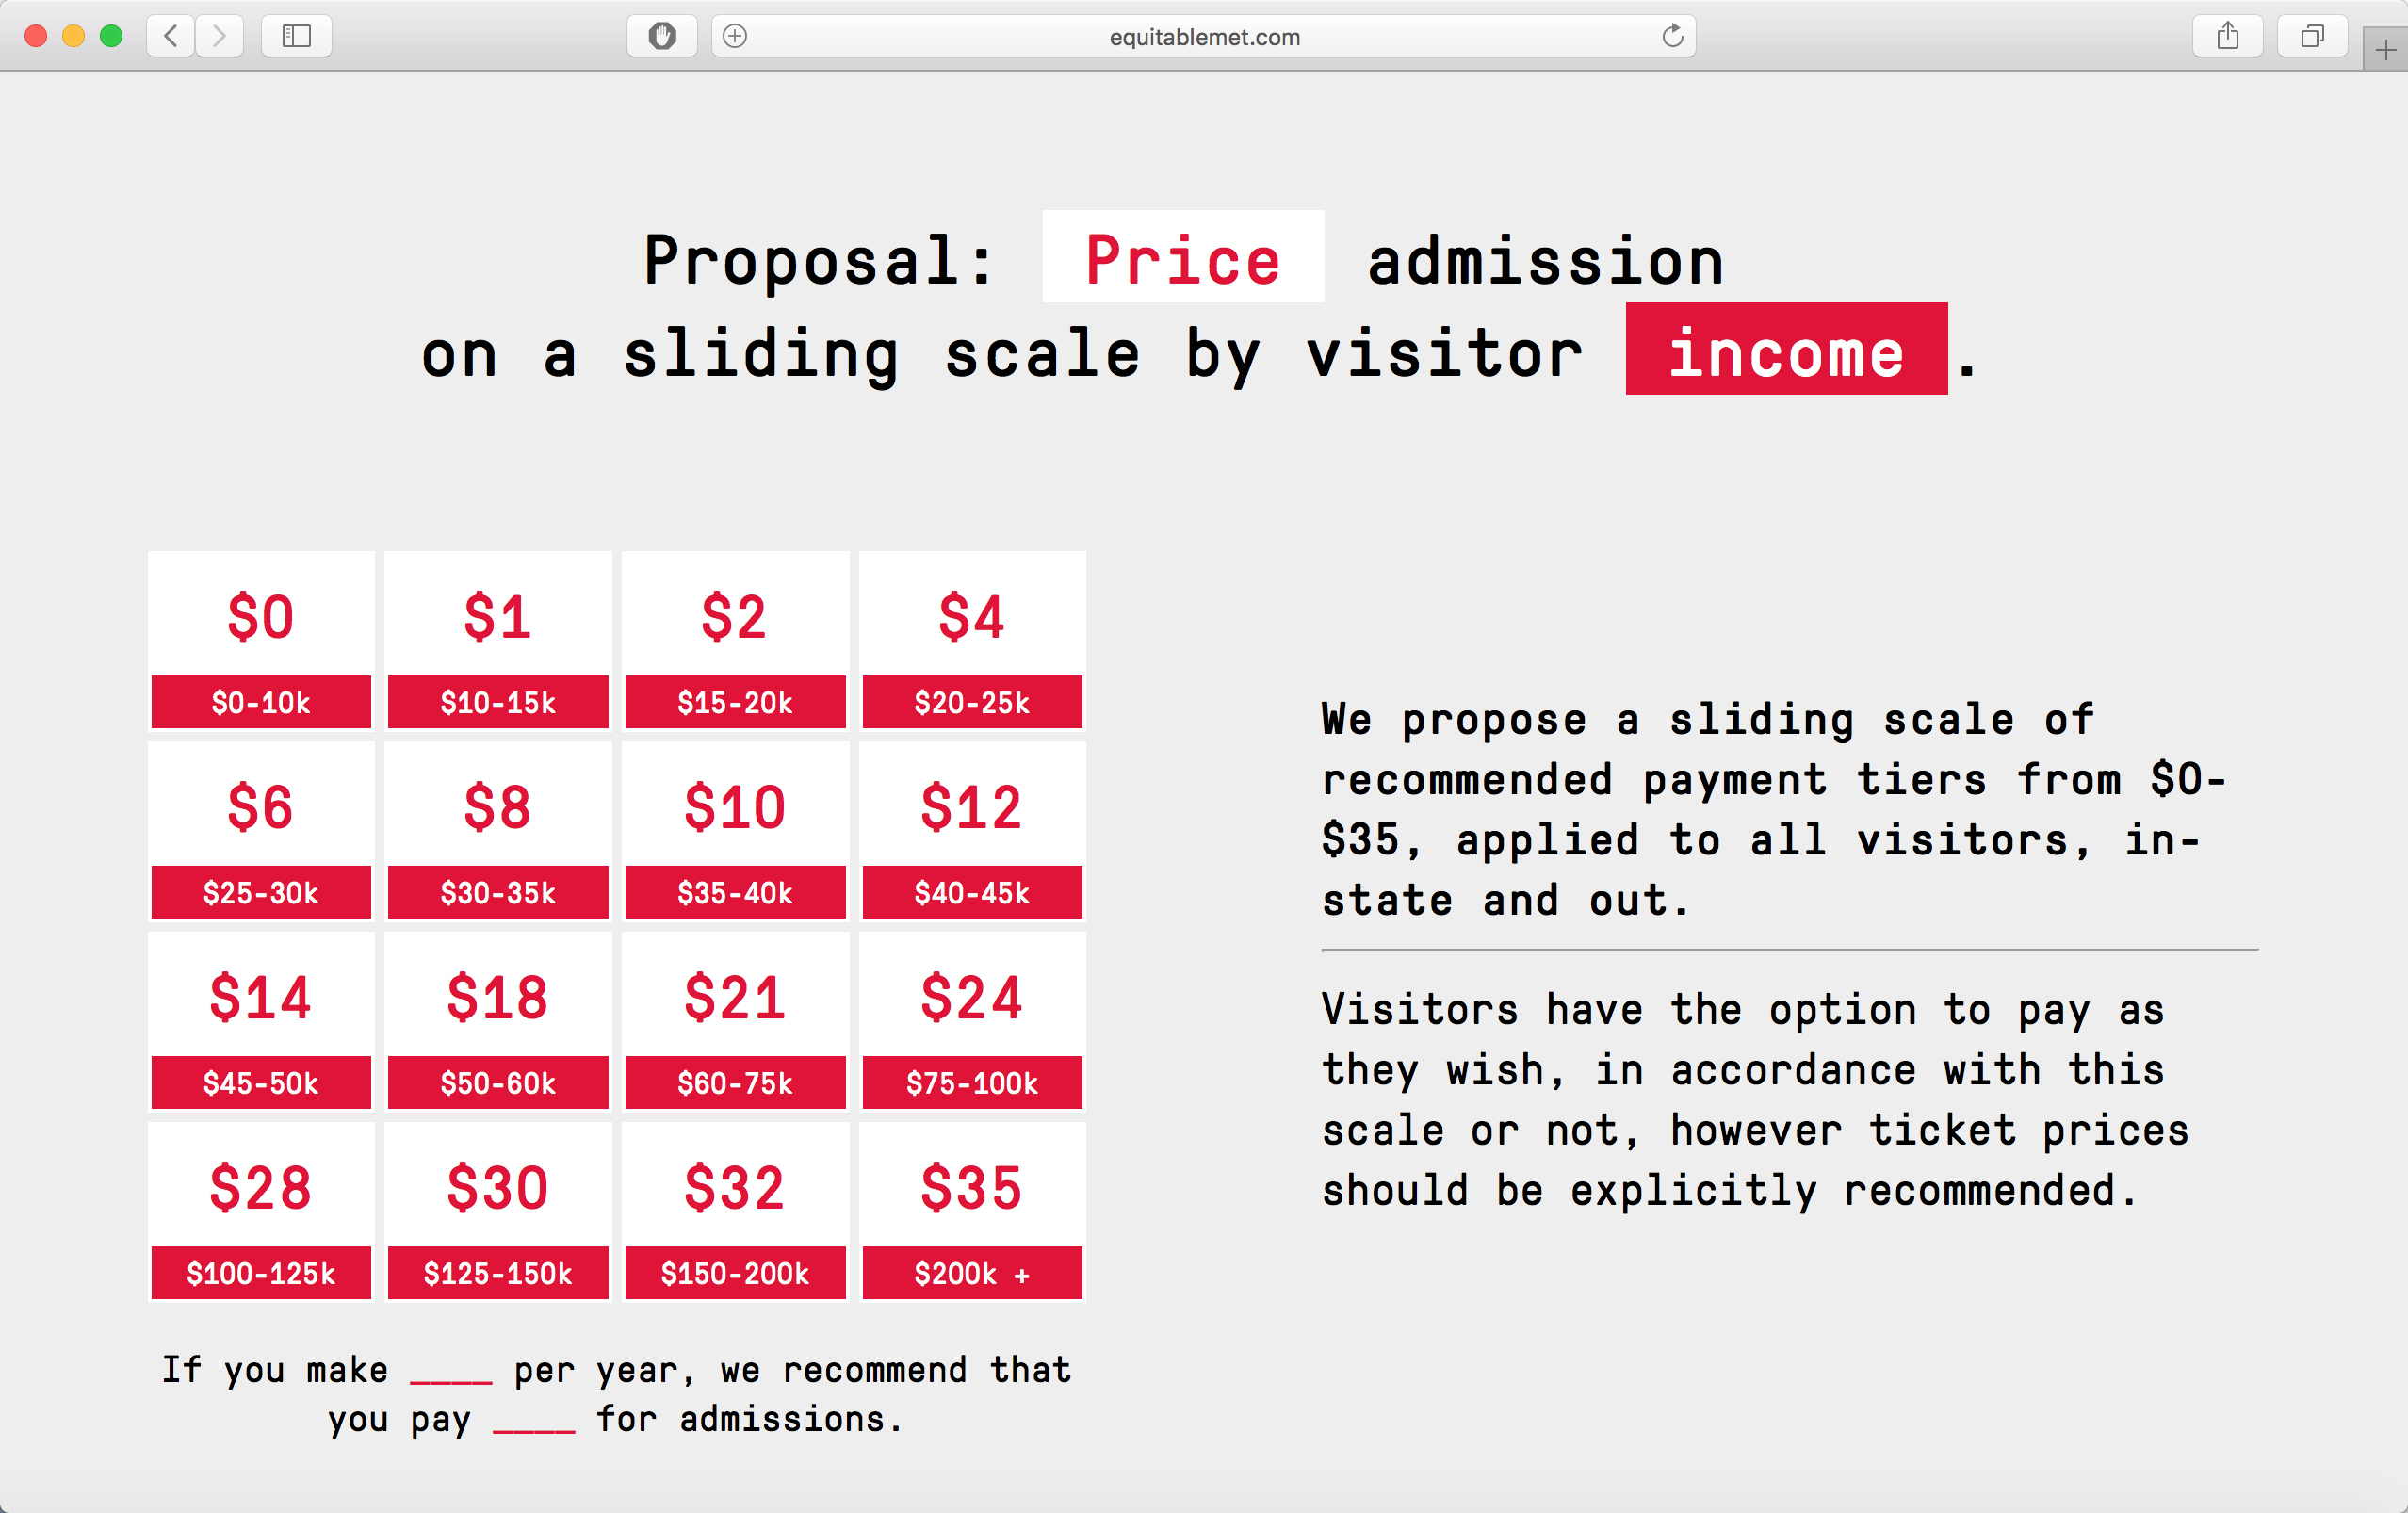 equitablemet.com
Proposal: Price admission
on a sliding scale by visitor income.
$0 $1 $2 $4
$0-10k $10-15k $15-20k $20-25k
$6 $8 $10 $12
$25-30k $30-35k $35-40k $40-45k
$14 $18 $21 $24
$45-50k $50-60k $60-75k $75-100k
$28 $30 $32 $35
$100-125k $125-150k $150-200k $200k +
If you make ____ per year, we recommend that
you pay ____ for admissions.
We propose a sliding scale of
recommended payment tiers from $0-
$35, applied to all visitors, in-
state and out.
Visitors have the option to pay as
they wish, in accordance with this
scale or not, however ticket prices
should be explicitly recommended.